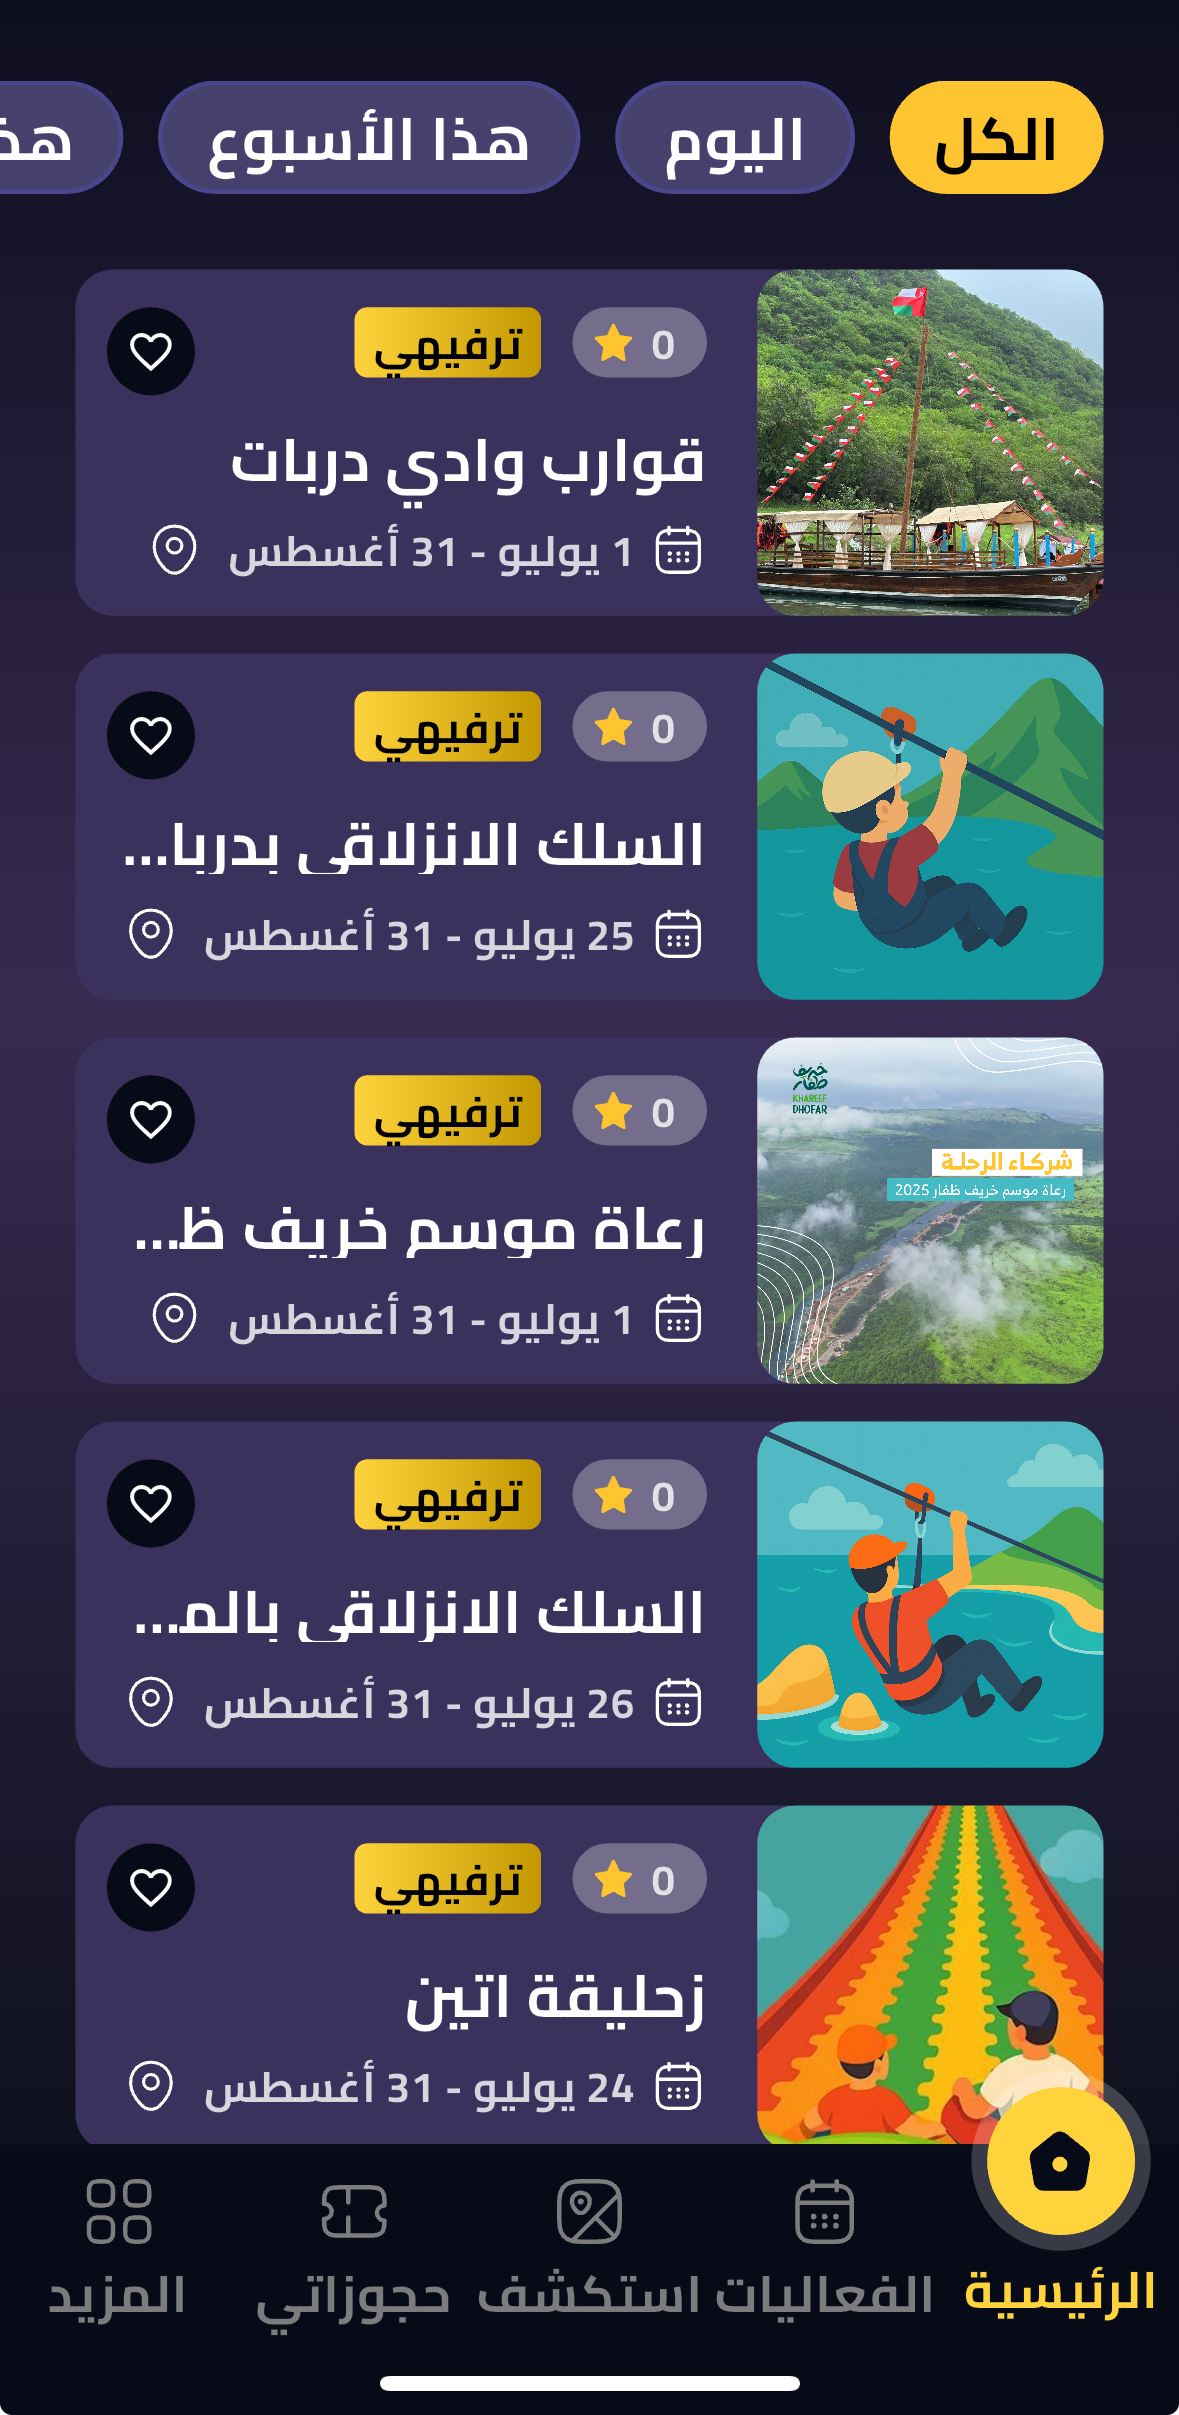 الكل
اليوم
هذا الأسبوع
0
ترفيهي
قوارب وادي دربات
1 يوليو - 31 أغسطس
0
ترفيهي
السلك الانزلاقي بدربا...
25 يوليو - 31 أغسطس
خريف
ظفار
KHAREEF
DHOFAR
شركاء الرحلة
رعاة موسم خريف ظفار 2025
0
ترفيهي
رعاة موسم خريف ظ...
1 يوليو - 31 أغسطس
0
ترفيهي
السلك الانزلاقي بالم...
26 يوليو - 31 أغسطس
0
ترفيهي
زحليقة اتين
24 يوليو - 31 أغسطس
الرئيسية
الفعاليات
استكشف
حجوزاتي
المزيد